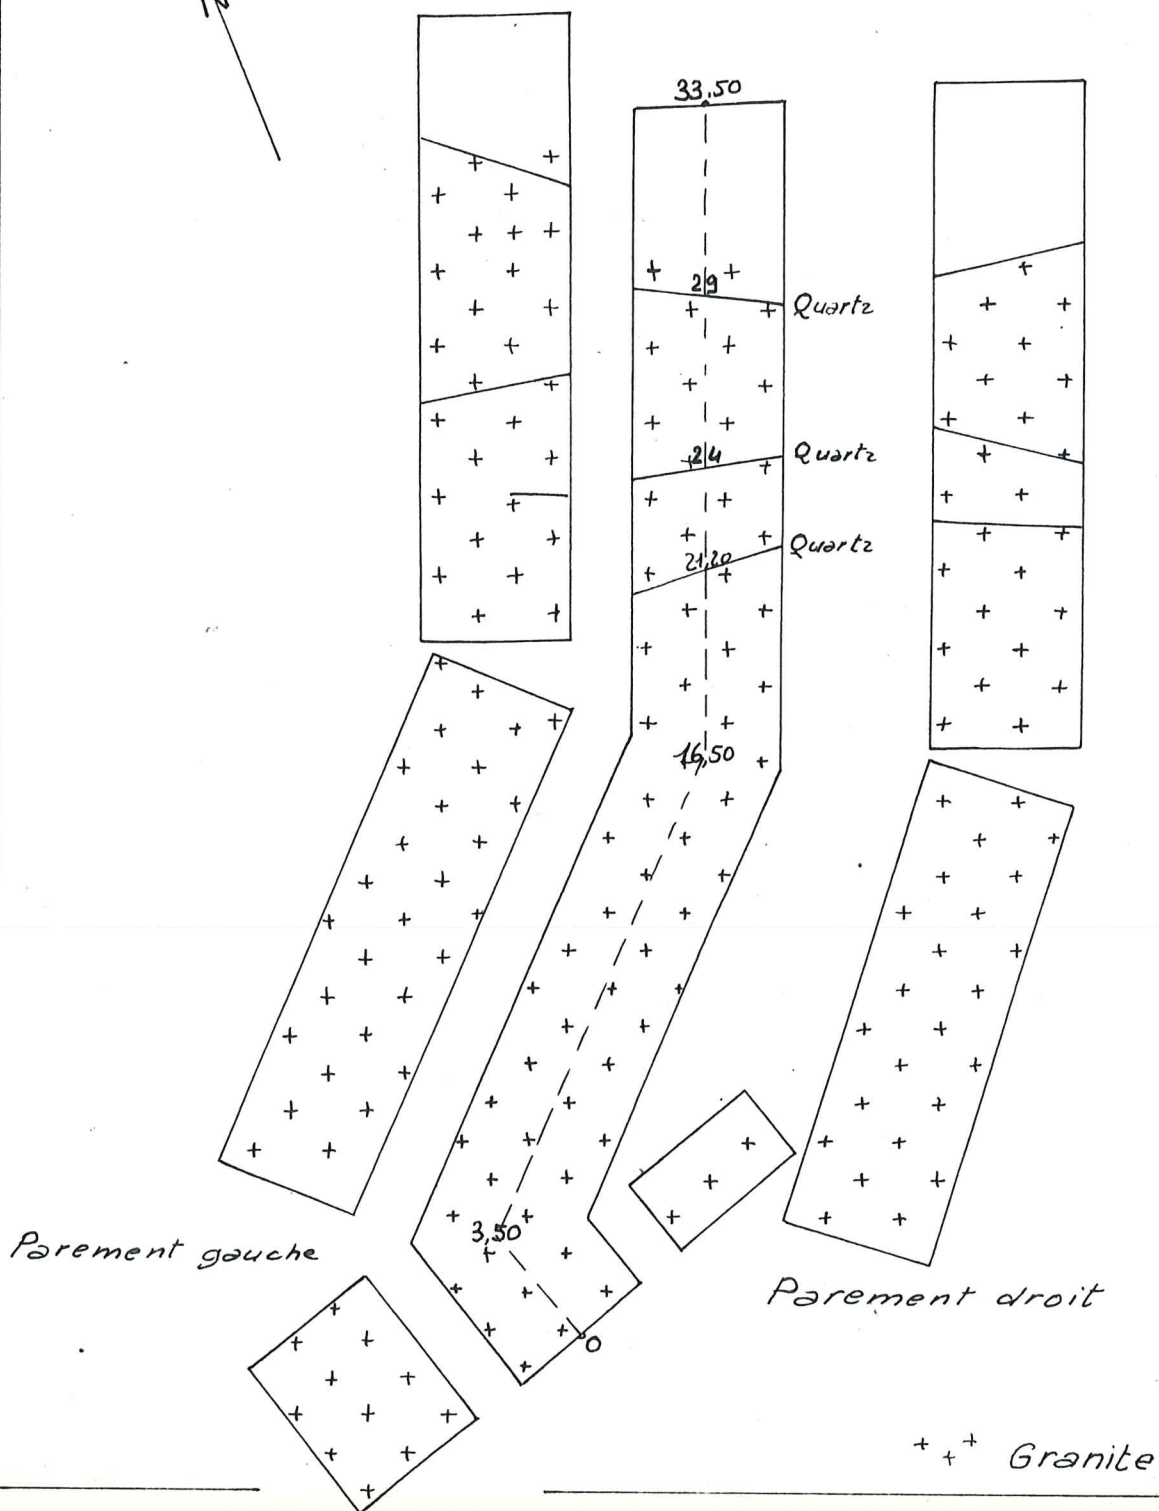 33,50
29
Quartz
24
Quartz
21,20
Quartz
16,50
3,50
Parement gauche
Parement droit
0
Granite